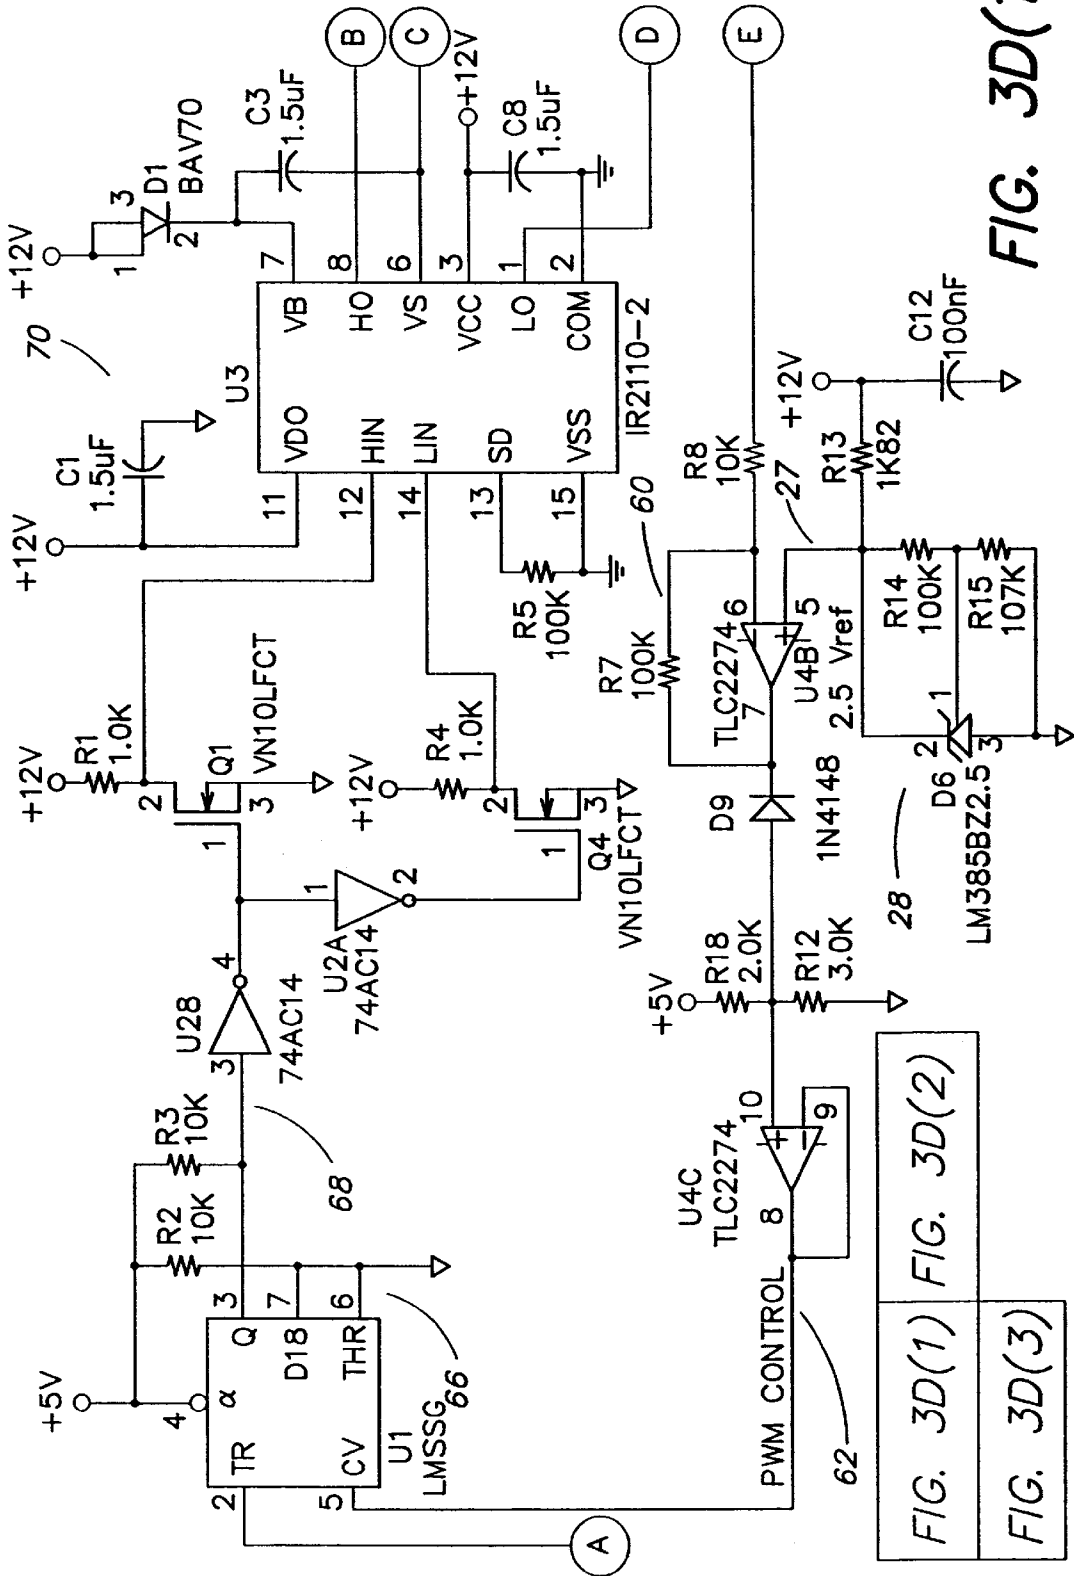 +5V
4
α
2
TR
Q
3
D18
7
THR
6
5
CV
U1
LMSSG
66
A
R2
10K
R3
10K
68
U28
3
4
74AC14
U2A
74AC14
1
2
+12V
R1
1.0K
2
Q1
1
3
VN10LFCT
+12V
R4
1.0K
2
1
3
Q4
VN10LFCT
+12V
C1
1.5uF
70
11
12
14
13
15
R5
100K
U3
VDO
HIN
LIN
SD
VSS
VB
HO
VS
VCC
LO
COM
IR2110-2
7
8
6
3
1
2
+12V
1
3
2
D1
BAV70
C3
1.5uF
+12V
C8
1.5uF
B
C
D
E
PWM CONTROL
62
U4C
TLC2274
8
10
9
+5V
R18
2.0K
R12
3.0K
D9
1N4148
R7
100K
60
R8
10K
TLC2274
7
6
5
U4B
2.5 Vref
27
+12V
R13
1K82
C12
100nF
R14
100K
R15
107K
28
D6
2
1
3
LM385BZ2.5
FIG. 3D(1)
FIG. 3D(2)
FIG. 3D(3)
FIG. 3D(